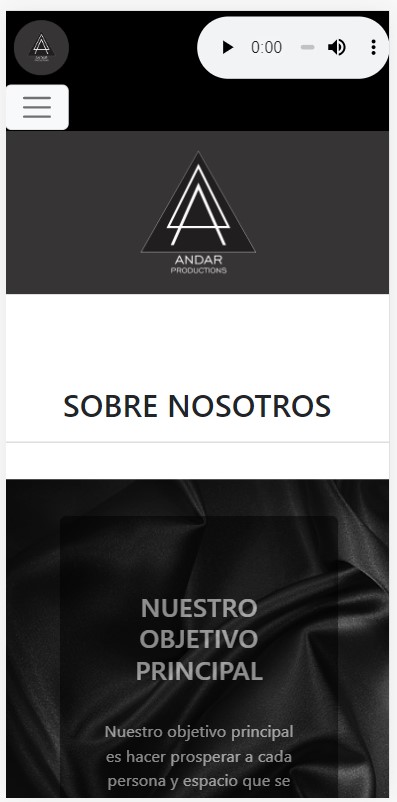 0:00
ANDAR
PRODUCTIONS
SOBRE NOSOTROS
NUESTRO
OBJETIVO
PRINCIPAL
Nuestro objetivo principal
es hacer prosperar a cada
persona y espacio que se